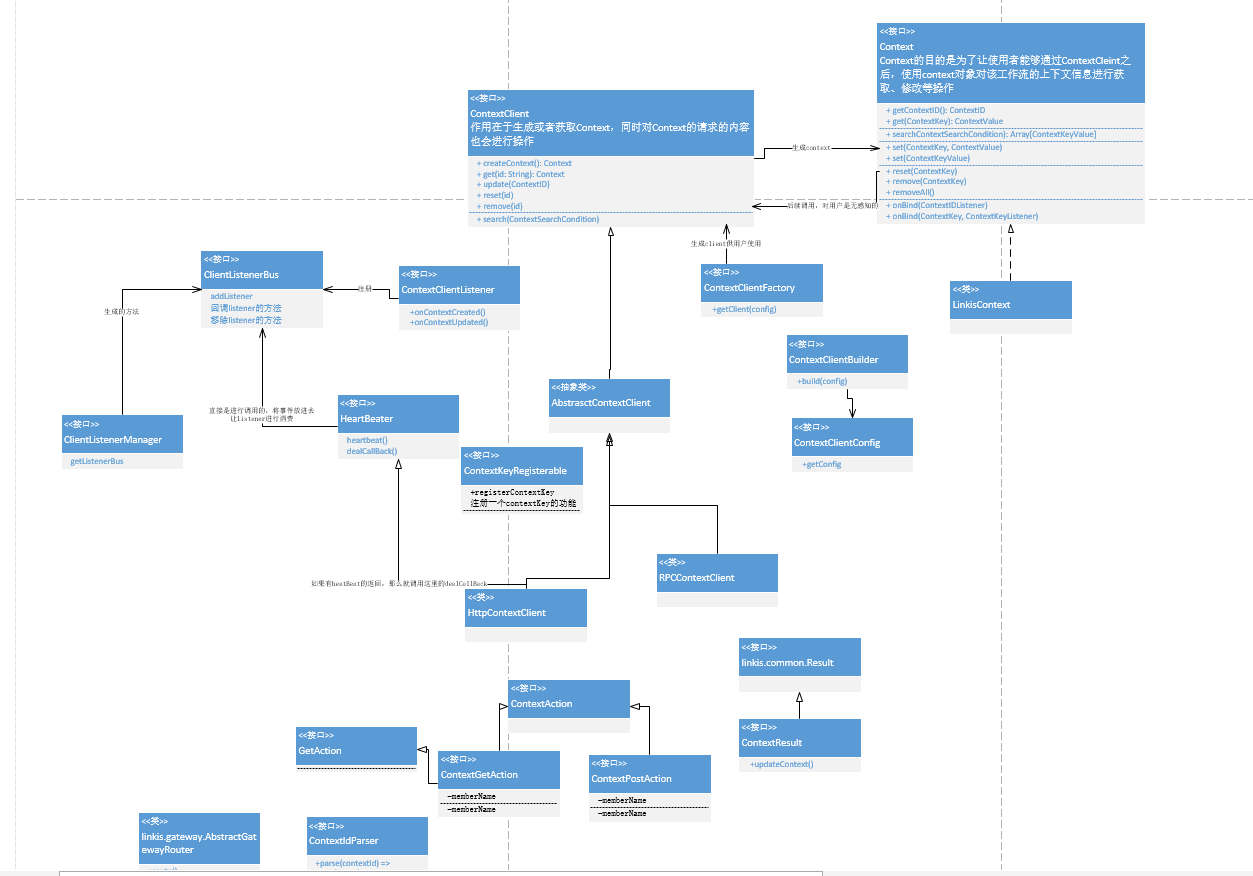 <<接口>>
Context
Context的目的是为了让使用者能够通过ContextCleint之
后，使用context对象对该工作流的上下文信息进行获
取、修改等操作
+ getContextID(): ContextID
+ get(ContextKey): ContextValue
+ searchContextSearchCondition): Array[ContextKeyValue]
+ set(ContextKey, ContextValue)
+ set(ContextKeyValue)
+ reset(ContextKey)
+ remove(ContextKey)
+ removeAll()
+ onBind(ContextIDListener)
+ onBind(ContextKey, ContextKeyListener)
<<接口>>
ContextClient
作用在于生成或者获取Context，同时对Context的请求的内容
也会进行操作
+ createContext(): Context
+ get(id: String): Context
+ update(ContextID)
+ reset(id)
+ remove(id)
+ search(ContextSearchCondition)
生成context
后续调用，对用户是无感知的
生成client供用户使用
<<接口>>
ClientListenerBus
addListener
回调listener的方法
移除listener的方法
注册
<<接口>>
ContextClientListener
+onContextCreated()
+onContextUpdated()
<<接口>>
ContextClientFactory
+getClient(config)
<<类>>
LinkisContext
生成的方法
<<接口>>
ContextClientBuilder
+build(config)
<<抽象类>>
AbstrasctContextClient
<<接口>>
HeartBeater
heartbeat()
dealCallBack()
直接是进行调用的，将事件放进去
让listener进行消费
<<接口>>
ClientListenerManager
getListenerBus
<<接口>>
ContextClientConfig
+getConfig
<<接口>>
ContextKeyRegisterable
+registerContextKey
注册一个contextKey的功能
<<类>>
RPCContextClient
如果有heatBeat的返回，那么就调用这里的dealCallBack
<<类>>
HttpContextClient
<<接口>>
linkis.common.Result
<<接口>>
ContextAction
<<接口>>
ContextResult
+updateContext()
<<接口>>
GetAction
<<接口>>
ContextGetAction
-memberName
-memberName
<<接口>>
ContextPostAction
-memberName
-memberName
<<类>>
linkis.gateway.AbstractGat
ewayRouter
<<接口>>
ContextIdParser
+parse(contextId) =>